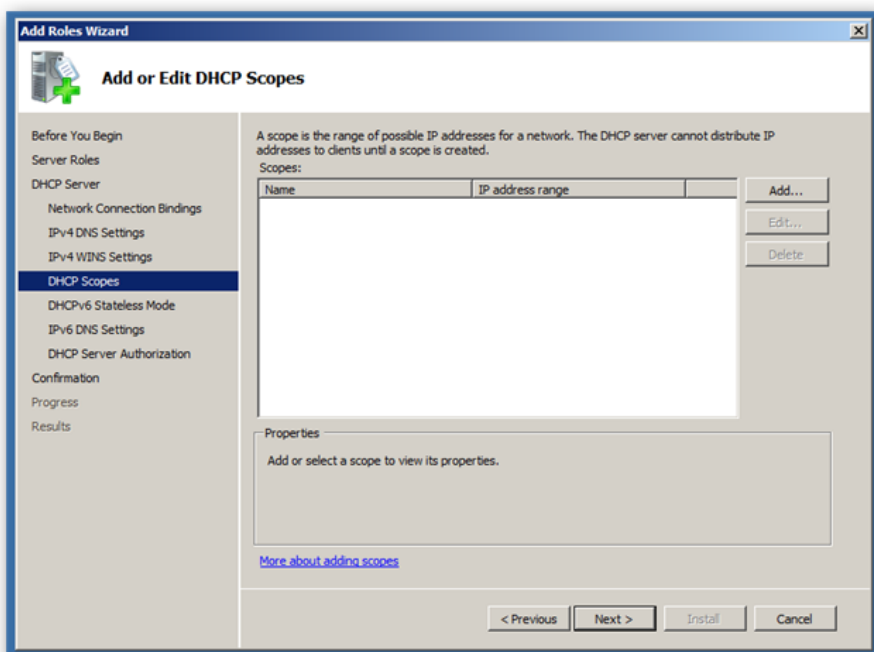 Add Roles Wizard
Add or Edit DHCP Scopes
Before You Begin
Server Roles
DHCP Server
Network Connection Bindings
IPv4 DNS Settings
IPv4 WINS Settings
DHCP Scopes
DHCPv6 Stateless Mode
IPv6 DNS Settings
DHCP Server Authorization
Confirmation
Progress
Results
A scope is the range of possible IP addresses for a network. The DHCP server cannot distribute IP
addresses to clients until a scope is created.
Scopes:
Name IP address range
Add...
Edit...
Delete
Properties
Add or select a scope to view its properties.
More about adding scopes
< Previous Next > Install Cancel